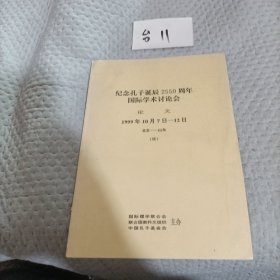 台 11
纪念孔子诞辰2550周年
国际学术讨论会
论 文
1999年10月7日—12日
国际儒学联合会
联合国教科文组织
中国孔子基金会
主办